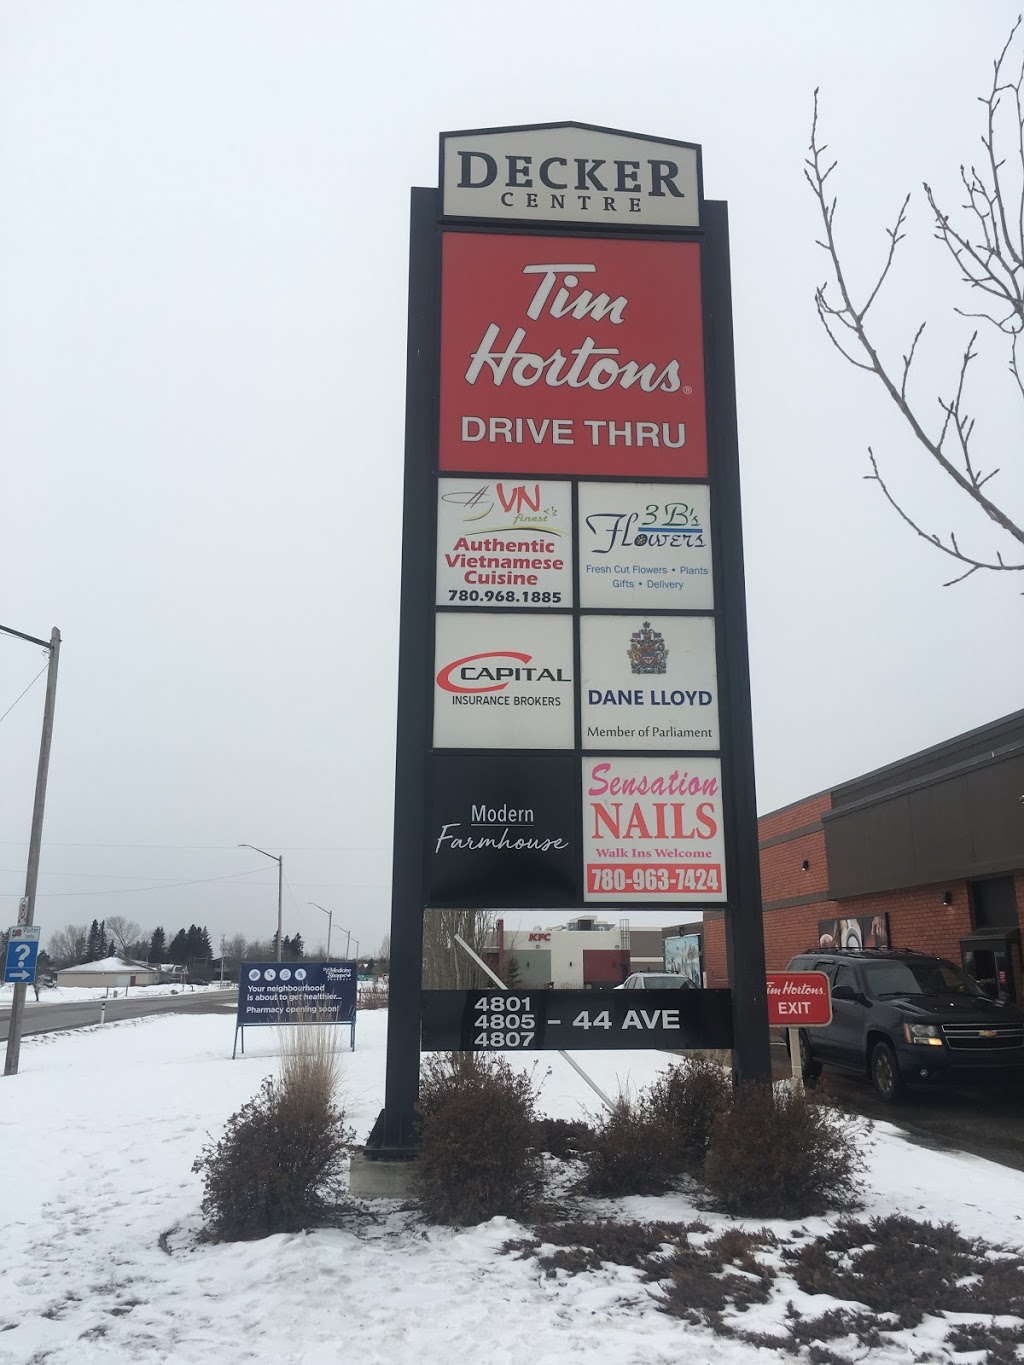 DECKER
CENTRE
Tim
Hortons®
DRIVE THRU
VN
finest
Authentic
Vietnamese
Cuisine
780.968.1885
3 B's
Flowers
Fresh Cut Flowers • Plants
Gifts • Delivery
CAPITAL
INSURANCE BROKERS
DANE LLOYD
Member of Parliament
Modern
Farmhouse
Sensation
NAILS
Walk Ins Welcome
780-963-7424
KFC
4801
4805 - 44 AVE
4807
Tim Hortons
EXIT
?
Medicine
Shoppe
Your neighbourhood
is about to get healthier...
Pharmacy opening soon!